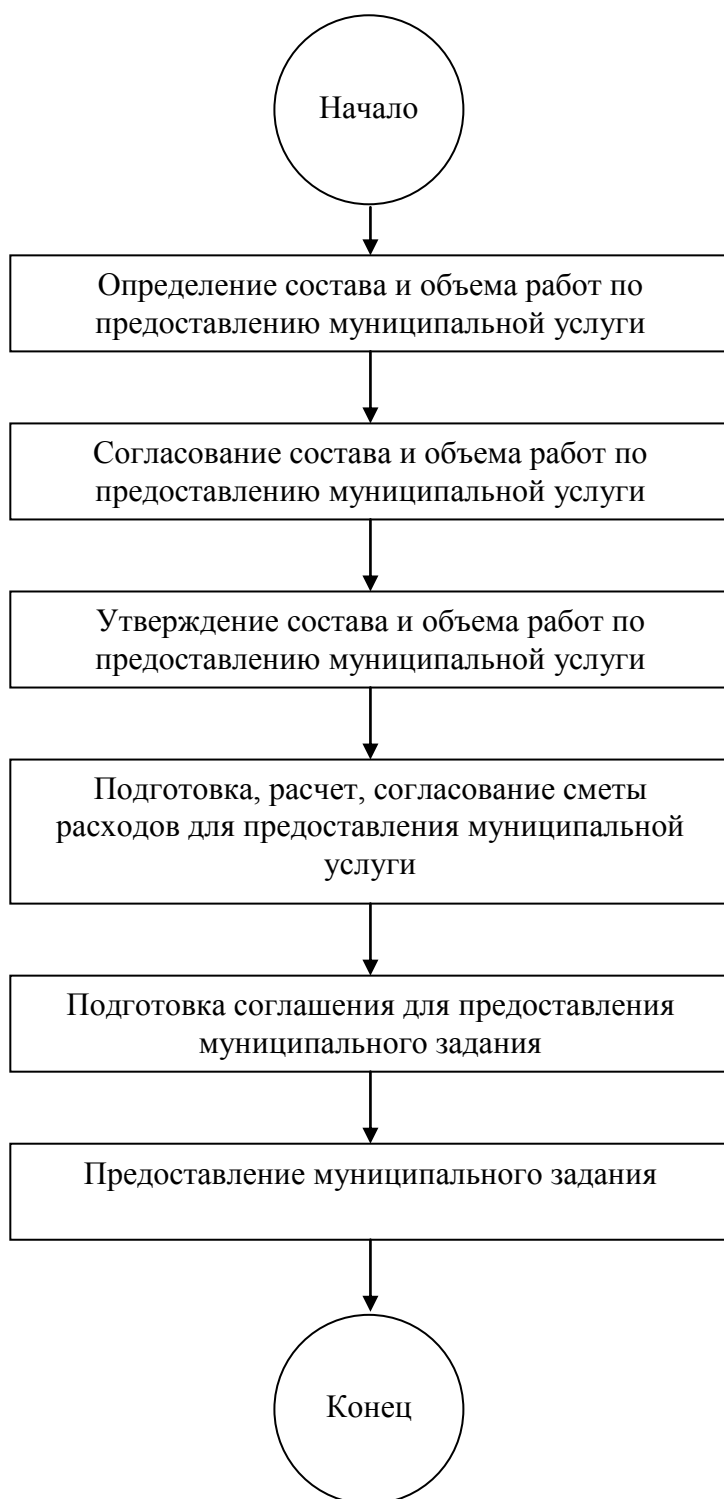 Начало
Определение состава и объема работ по
предоставлению муниципальной услуги
Согласование состава и объема работ по
предоставлению муниципальной услуги
Утверждение состава и объема работ по
предоставлению муниципальной услуги
Подготовка, расчет, согласование сметы
расходов для предоставления муниципальной
услуги
Подготовка соглашения для предоставления
муниципального задания
Предоставление муниципального задания
Конец